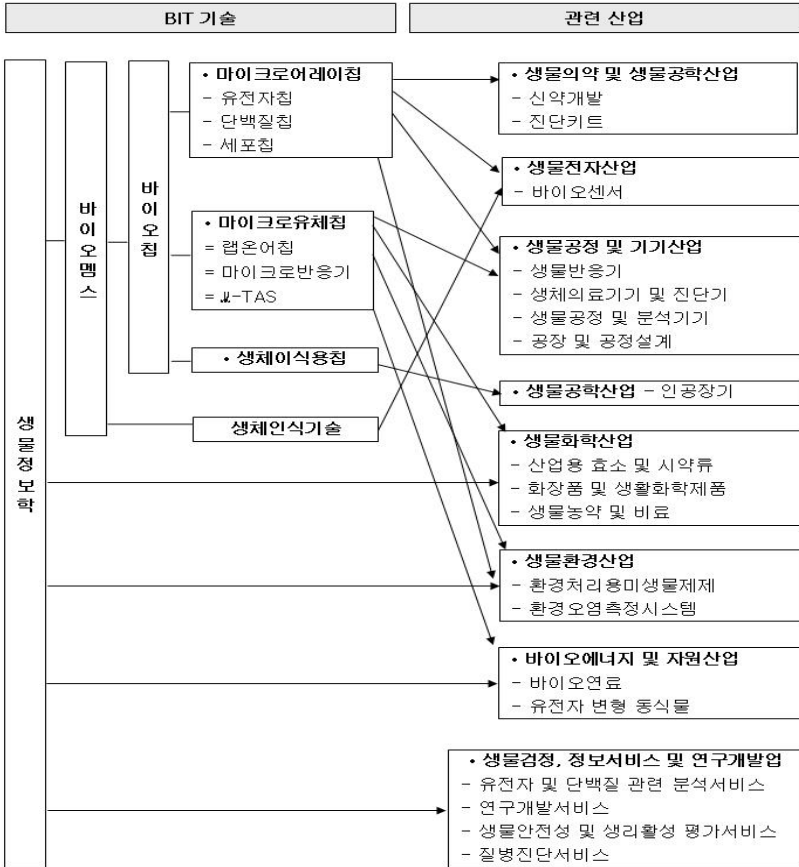 BIT 기술
관련 산업
생물정보학
바이오멤스
바이오칩
• 마이크로어레이칩
- 유전자칩
- 단백질칩
- 세포칩
• 마이크로유체칩
= 랩온어칩
= 마이크로반응기
= μ-TAS
• 생체이식용칩
생체인식기술
• 생물의약 및 생물공학산업
- 신약개발
- 진단키트
• 생물전자산업
- 바이오센서
• 생물공정 및 기기산업
- 생물반응기
- 생체의료기기 및 진단기
- 생물공정 및 분석기기
- 공장 및 공정설계
• 생물공학산업 - 인공장기
• 생물화학산업
- 산업용 효소 및 시약류
- 화장품 및 생활화학제품
- 생물농약 및 비료
• 생물환경산업
- 환경처리용미생물제제
- 환경오염측정시스템
• 바이오에너지 및 자원산업
- 바이오연료
- 유전자 변형 동식물
• 생물검정, 정보서비스 및 연구개발업
- 유전자 및 단백질 관련 분석서비스
- 연구개발서비스
- 생물안전성 및 생리활성 평가서비스
- 질병진단서비스